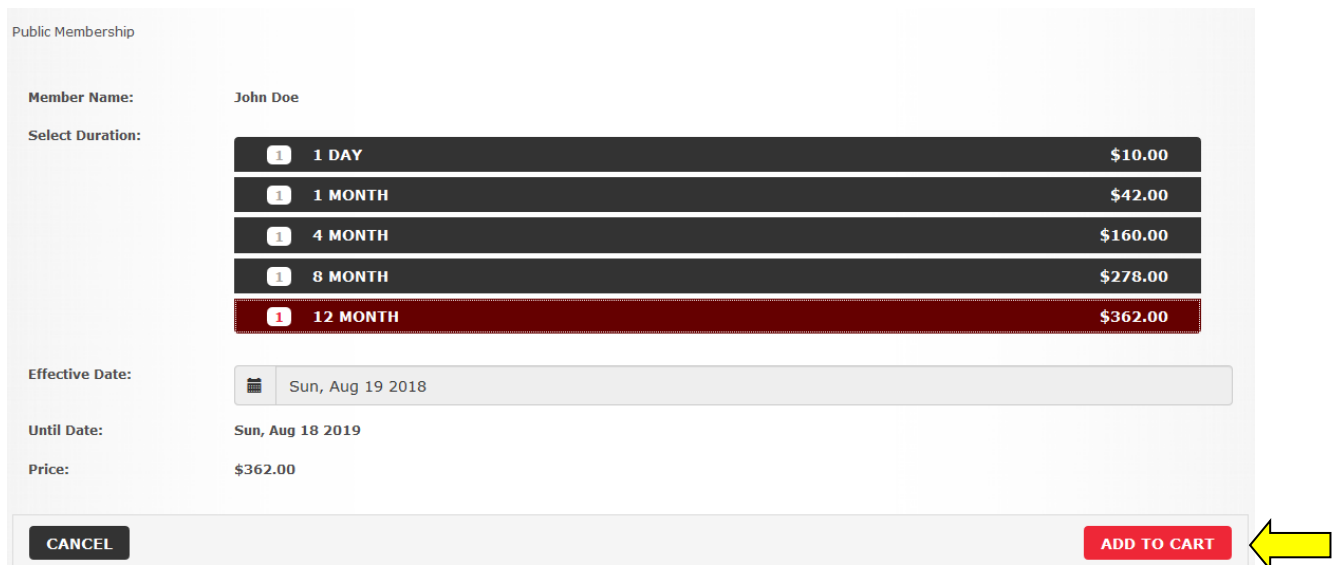 Public Membership
Member Name: John Doe
Select Duration:
1 1 DAY $10.00
1 1 MONTH $42.00
1 4 MONTH $160.00
1 8 MONTH $278.00
1 12 MONTH $362.00
Effective Date: Sun, Aug 19 2018
Until Date: Sun, Aug 18 2019
Price: $362.00
CANCEL ADD TO CART